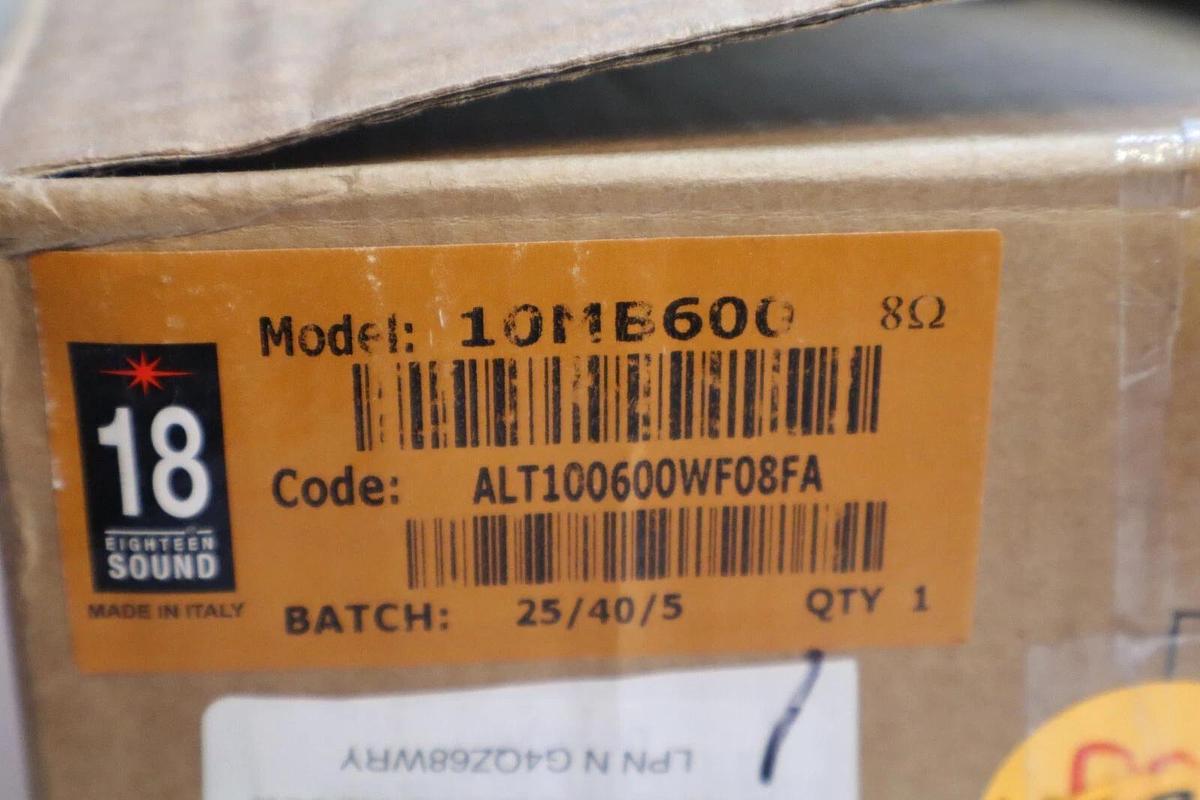 Model: 10MB600 8Ω
18
EIGHTEEN
SOUND
Code: ALT100600WF08FA
MADE IN ITALY
BATCH: 25/40/5 QTY 1
LPN N G4QZ68WRY